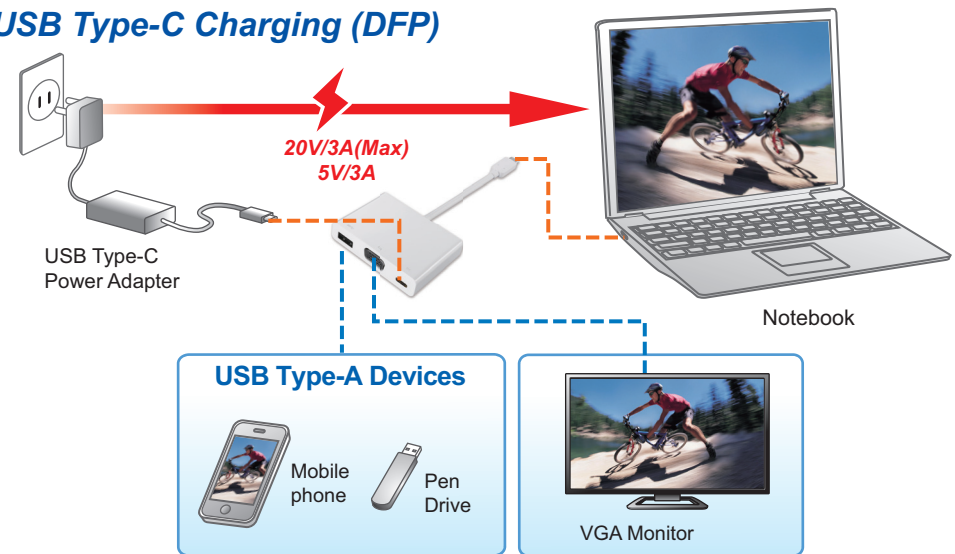 USB Type-C Charging (DFP)
20V/3A(Max)
5V/3A
USB Type-C
Power Adapter
Notebook
USB Type-A Devices
Mobile
phone
Pen
Drive
VGA Monitor